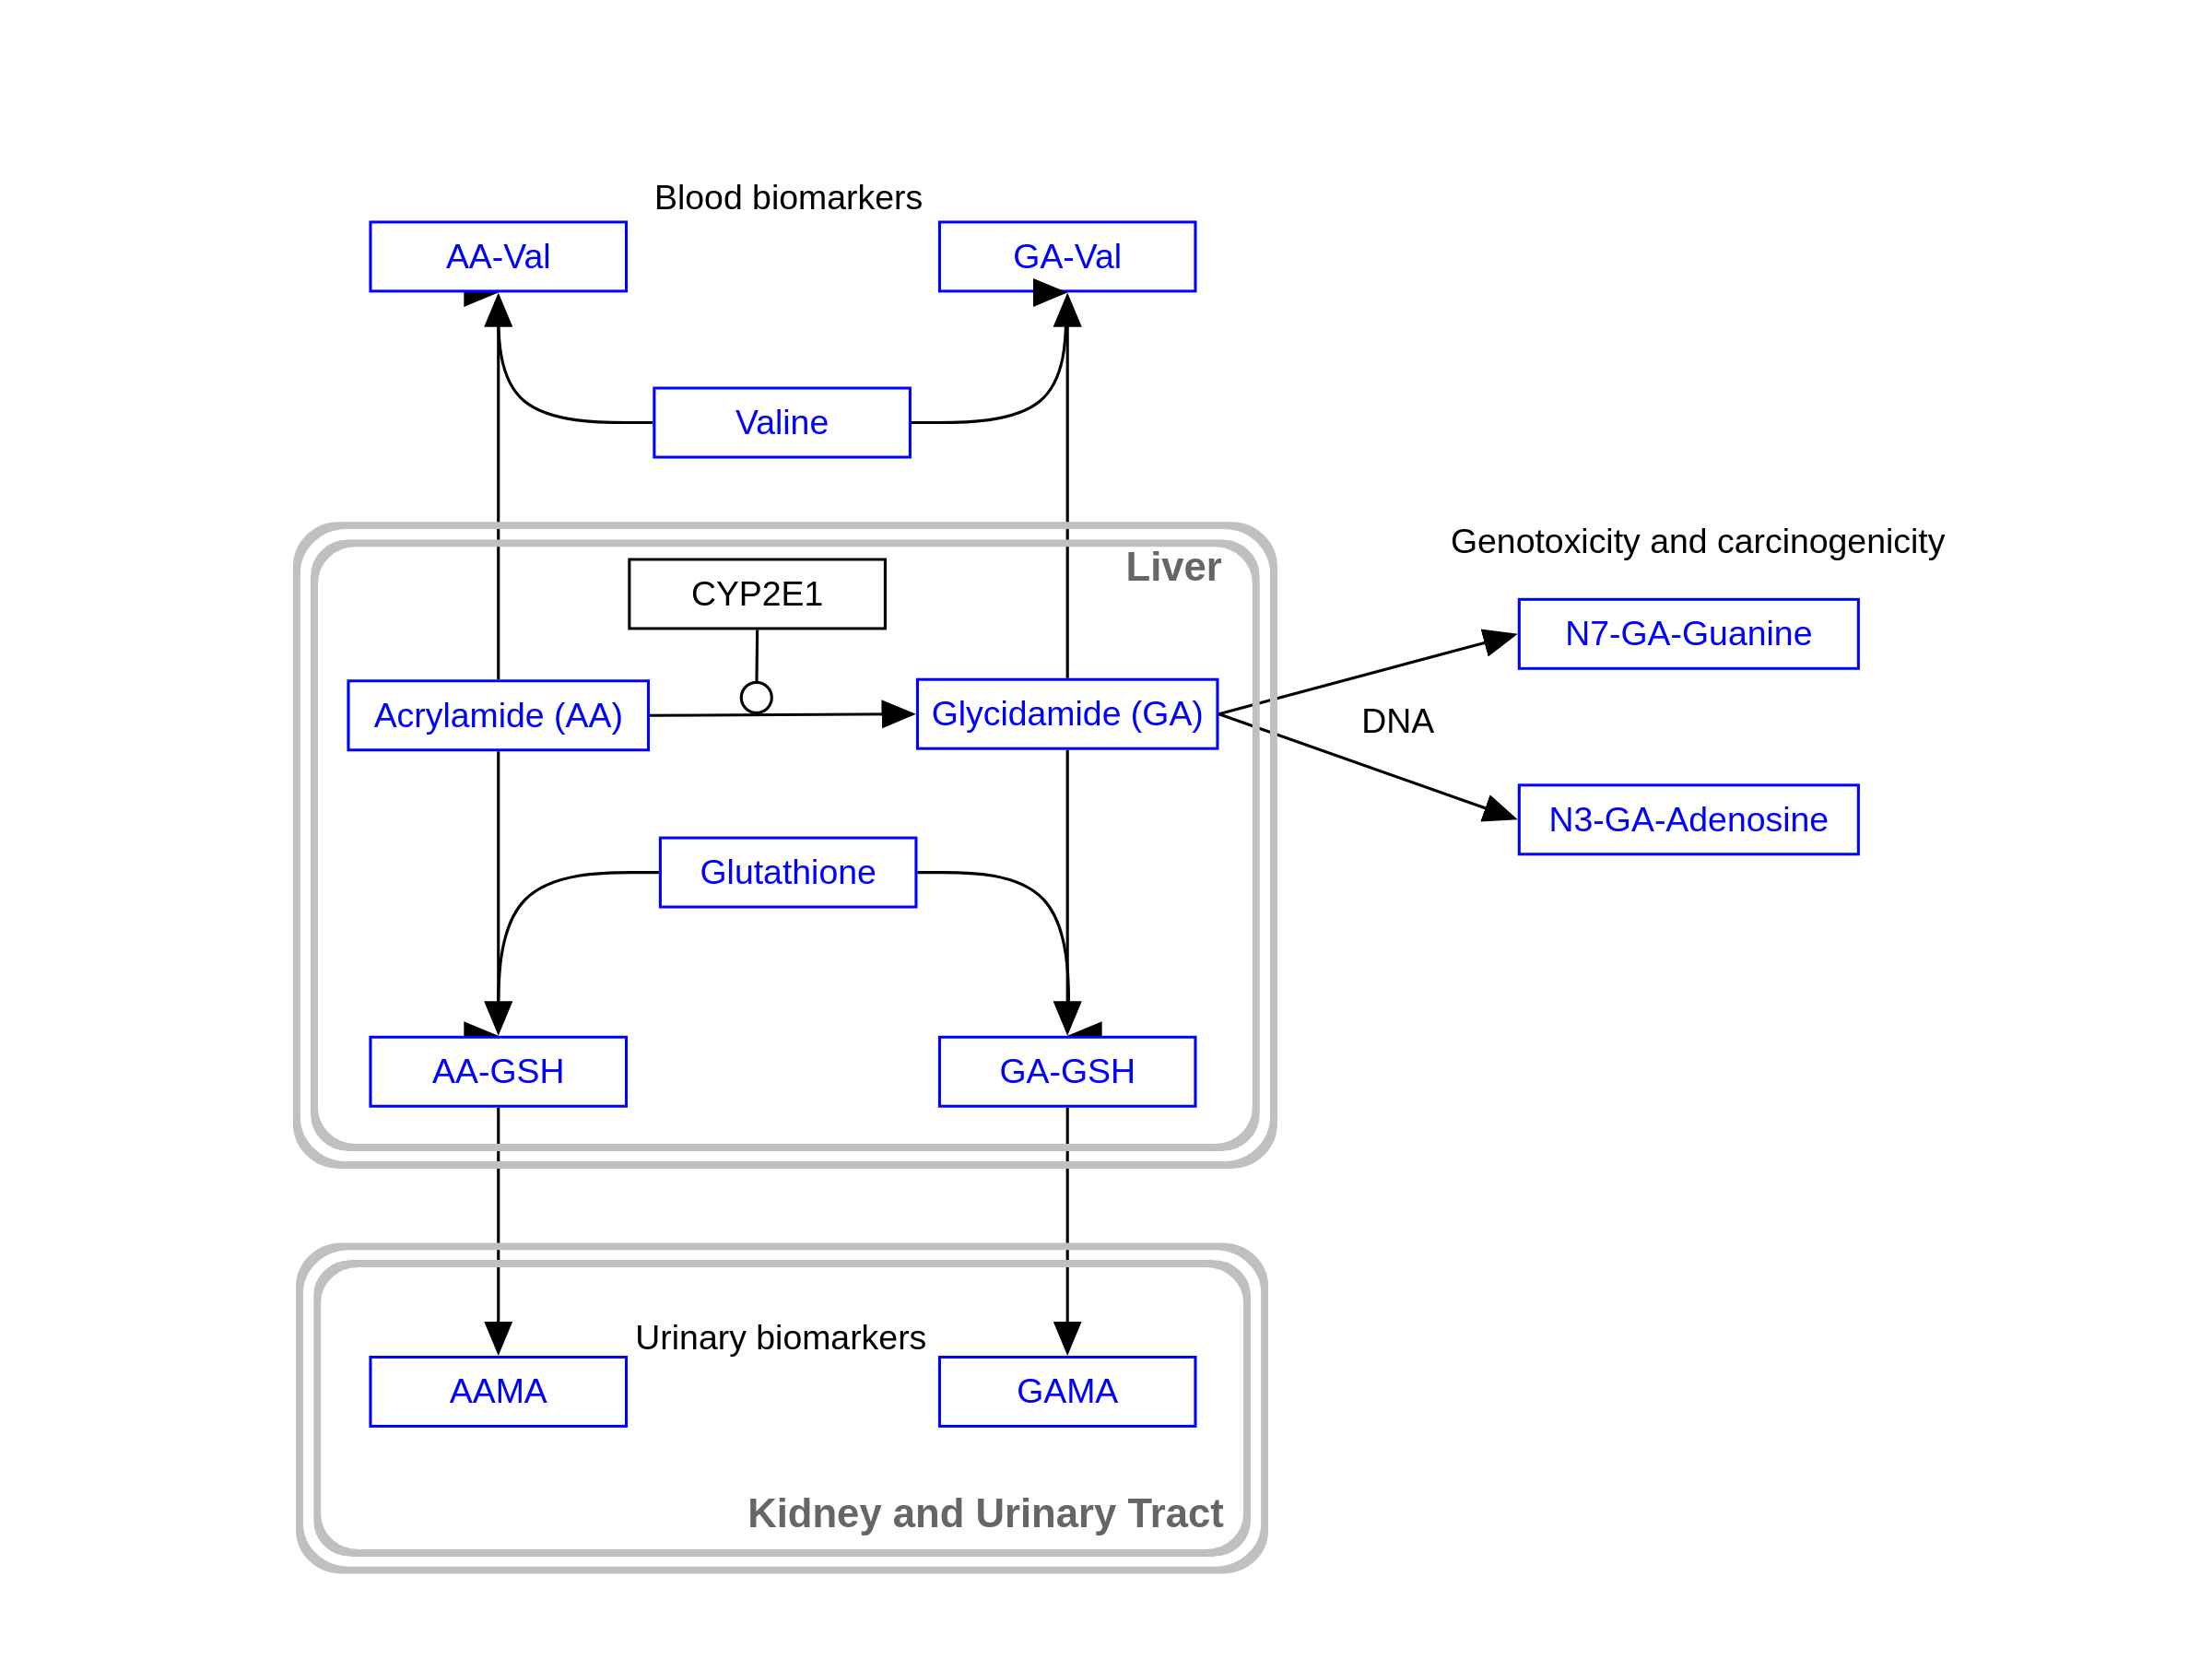 Blood biomarkers
AA-Val
GA-Val
Valine
Liver
Genotoxicity and carcinogenicity
CYP2E1
N7-GA-Guanine
Acrylamide (AA)
Glycidamide (GA)
DNA
N3-GA-Adenosine
Glutathione
AA-GSH
GA-GSH
Urinary biomarkers
AAMA
GAMA
Kidney and Urinary Tract